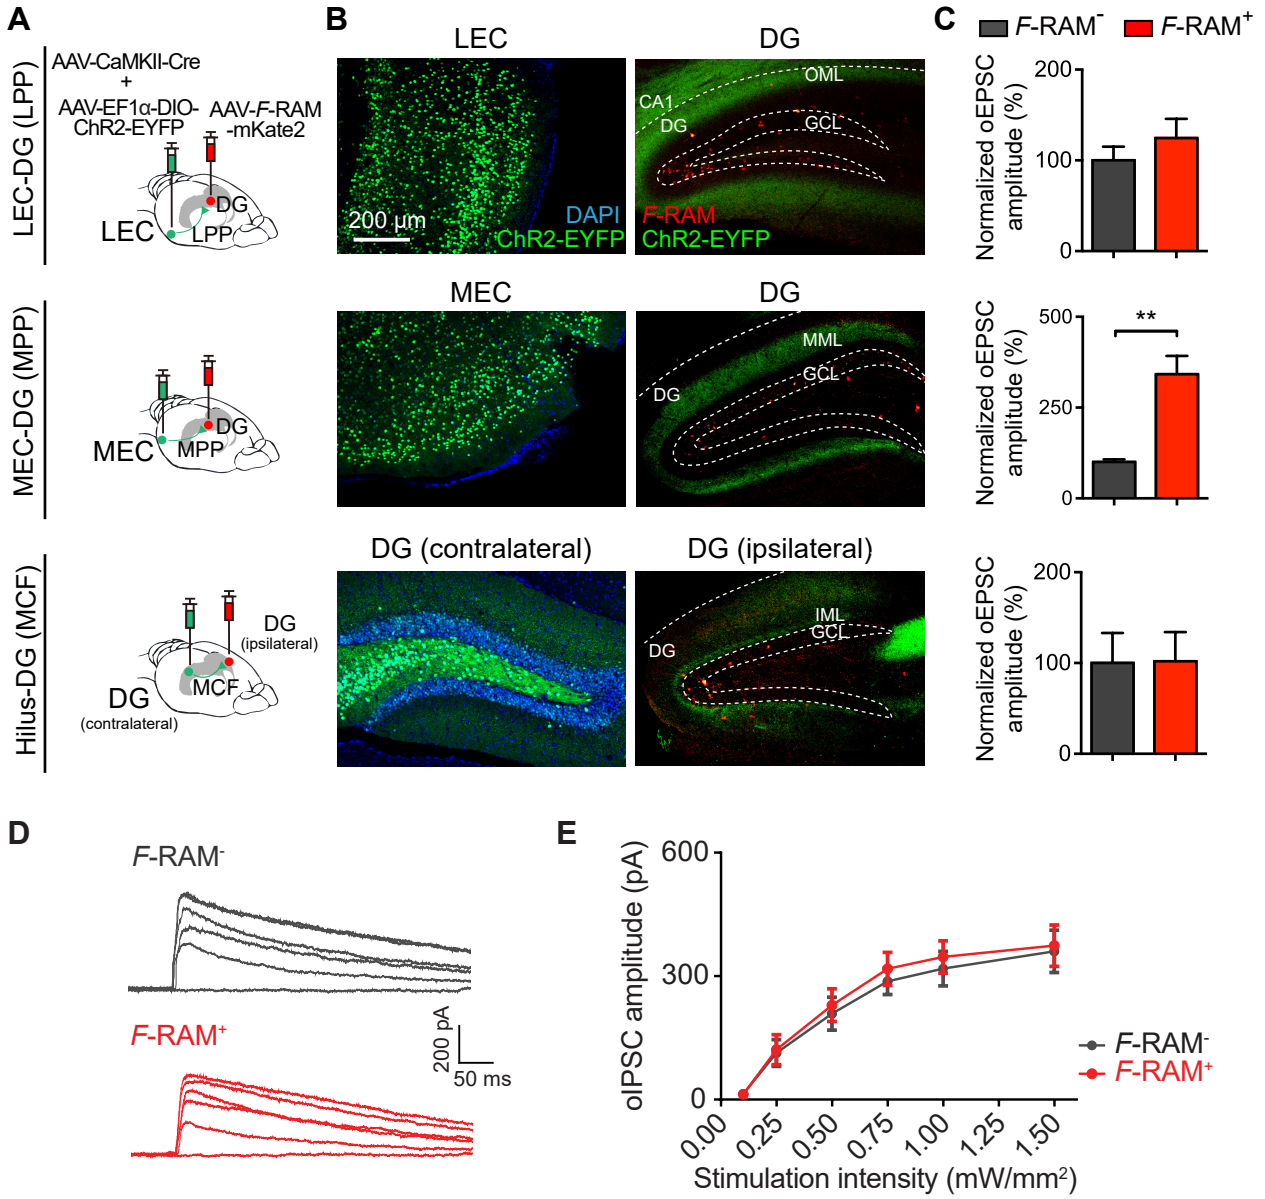 A
LEC-DG (LPP)
AAV-CaMKII-Cre
+
AAV-EF1α-DIO-
ChR2-EYFP
AAV-F-RAM
-mKate2
DG
LEC
LPP
B
LEC
DG
200 µm
DAPI
ChR2-EYFP
OML
CA1
DG
GCL
F-RAM
ChR2-EYFP
C
F-RAM-
F-RAM+
Normalized oEPSC
amplitude (%)
200
100
0
MEC-DG (MPP)
DG
MEC
MPP
MEC
DG
MML
GCL
DG
Normalized oEPSC
amplitude (%)
500
250
0
**
Hilus-DG (MCF)
DG
(ipsilateral)
MCF
DG
(contralateral)
DG (contralateral)
DG (ipsilateral)
IML
GCL
DG
Normalized oEPSC
amplitude (%)
200
100
0
D
F-RAM-
F-RAM+
200 pA
50 ms
E
oIPSC amplitude (pA)
600
300
0
0.00
0.25
0.50
0.75
1.00
1.25
1.50
Stimulation intensity (mW/mm²)
F-RAM-
F-RAM+